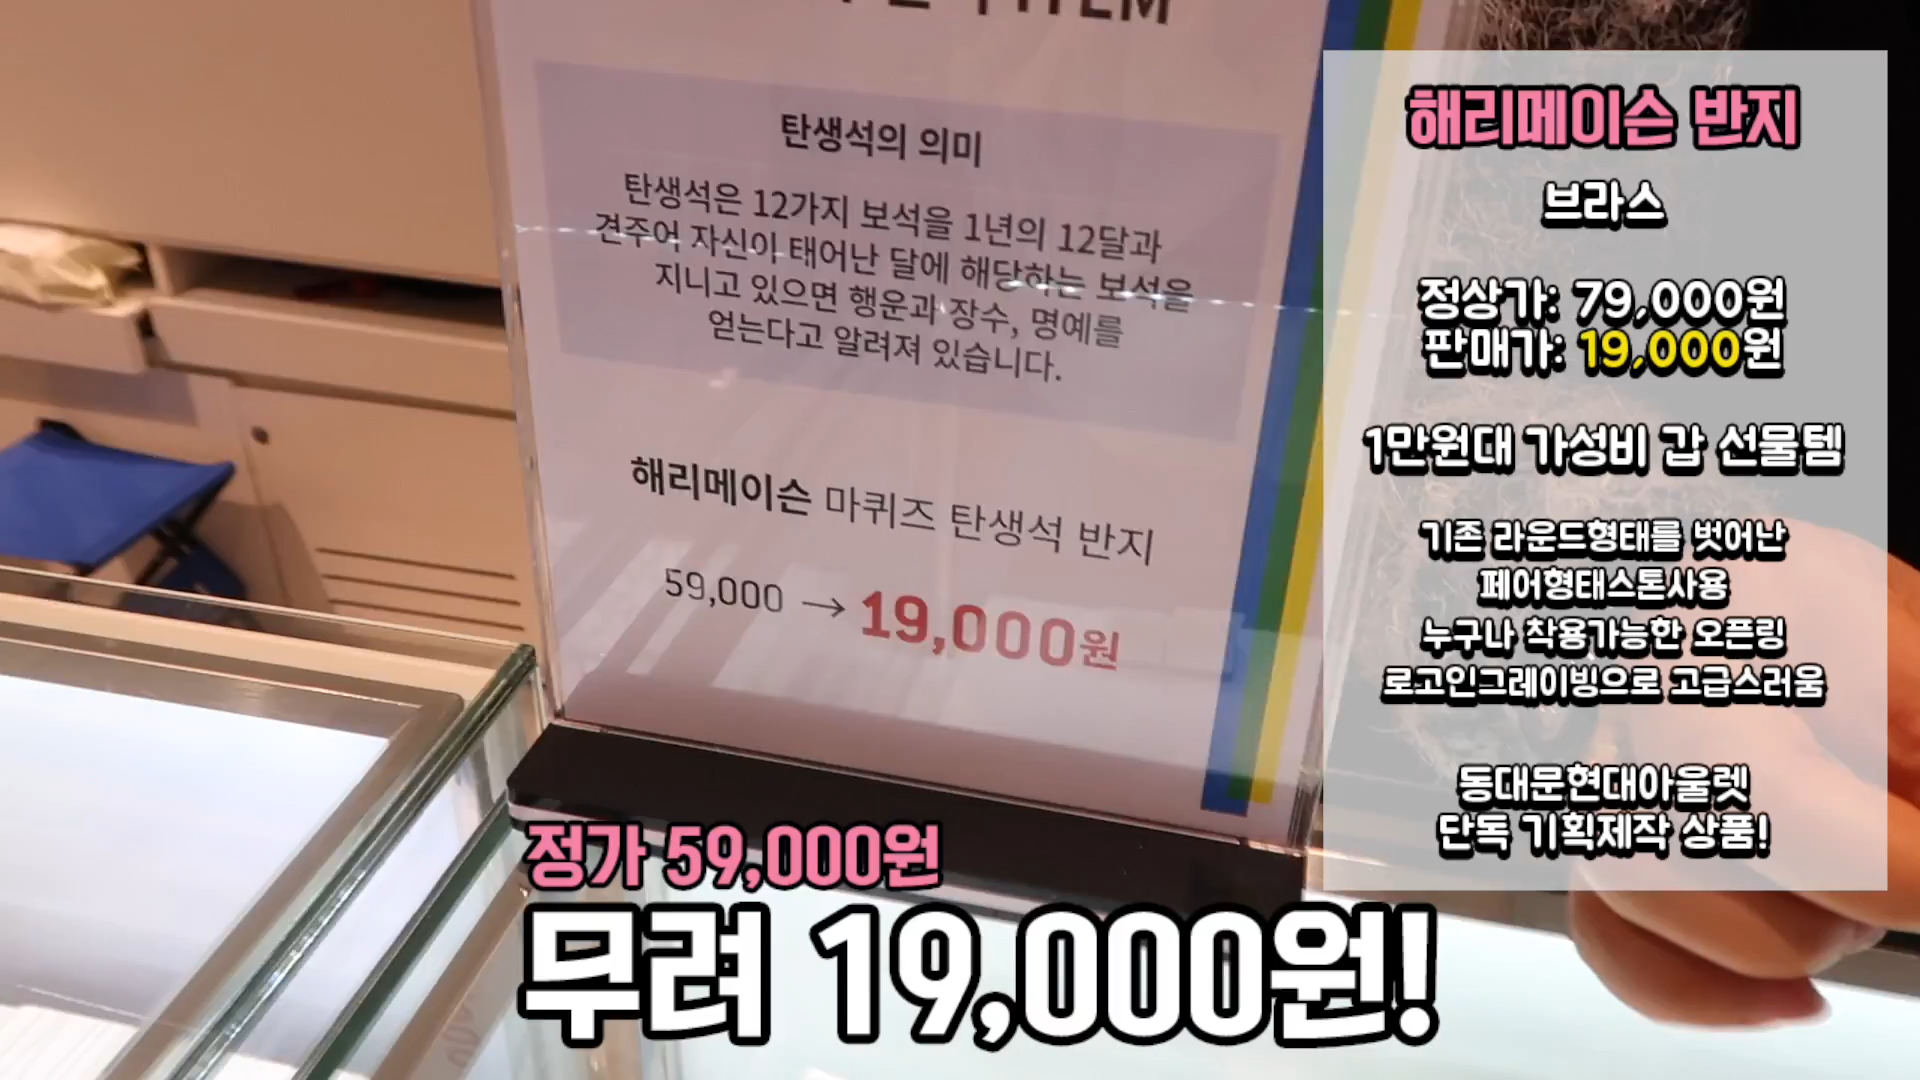 ITEM
탄생석의 의미
탄생석은 12가지 보석을 1년의 12달과
견주어 자신이 태어난 달에 해당하는 보석을
지니고 있으면 행운과 장수, 명예를
얻는다고 알려져 있습니다.
해리메이슨 마퀴즈 탄생석 반지
59,000 → 19,000원
해리메이슨 반지
브라스
정상가: 79,000원
판매가: 19,000원
1만원대 가성비 갑 선물템
기존 라운드형태를 벗어난
페어형태스톤사용
누구나 착용가능한 오픈링
로고인그레이빙으로 고급스러움
동대문현대아울렛
단독 기획제작 상품!
정가 59,000원
무려 19,000원!